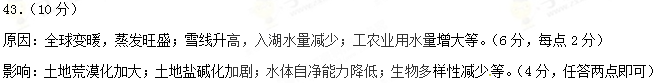 43.（10 分）
原因：全球变暖，蒸发旺盛；雪线升高，入湖水量减少；工农业用水量增大等。（6 分，每点 2 分）
影响：土地荒漠化加大；土地盐碱化加剧；水体自净能力降低；生物多样性减少等。（4 分，任答两点即可）